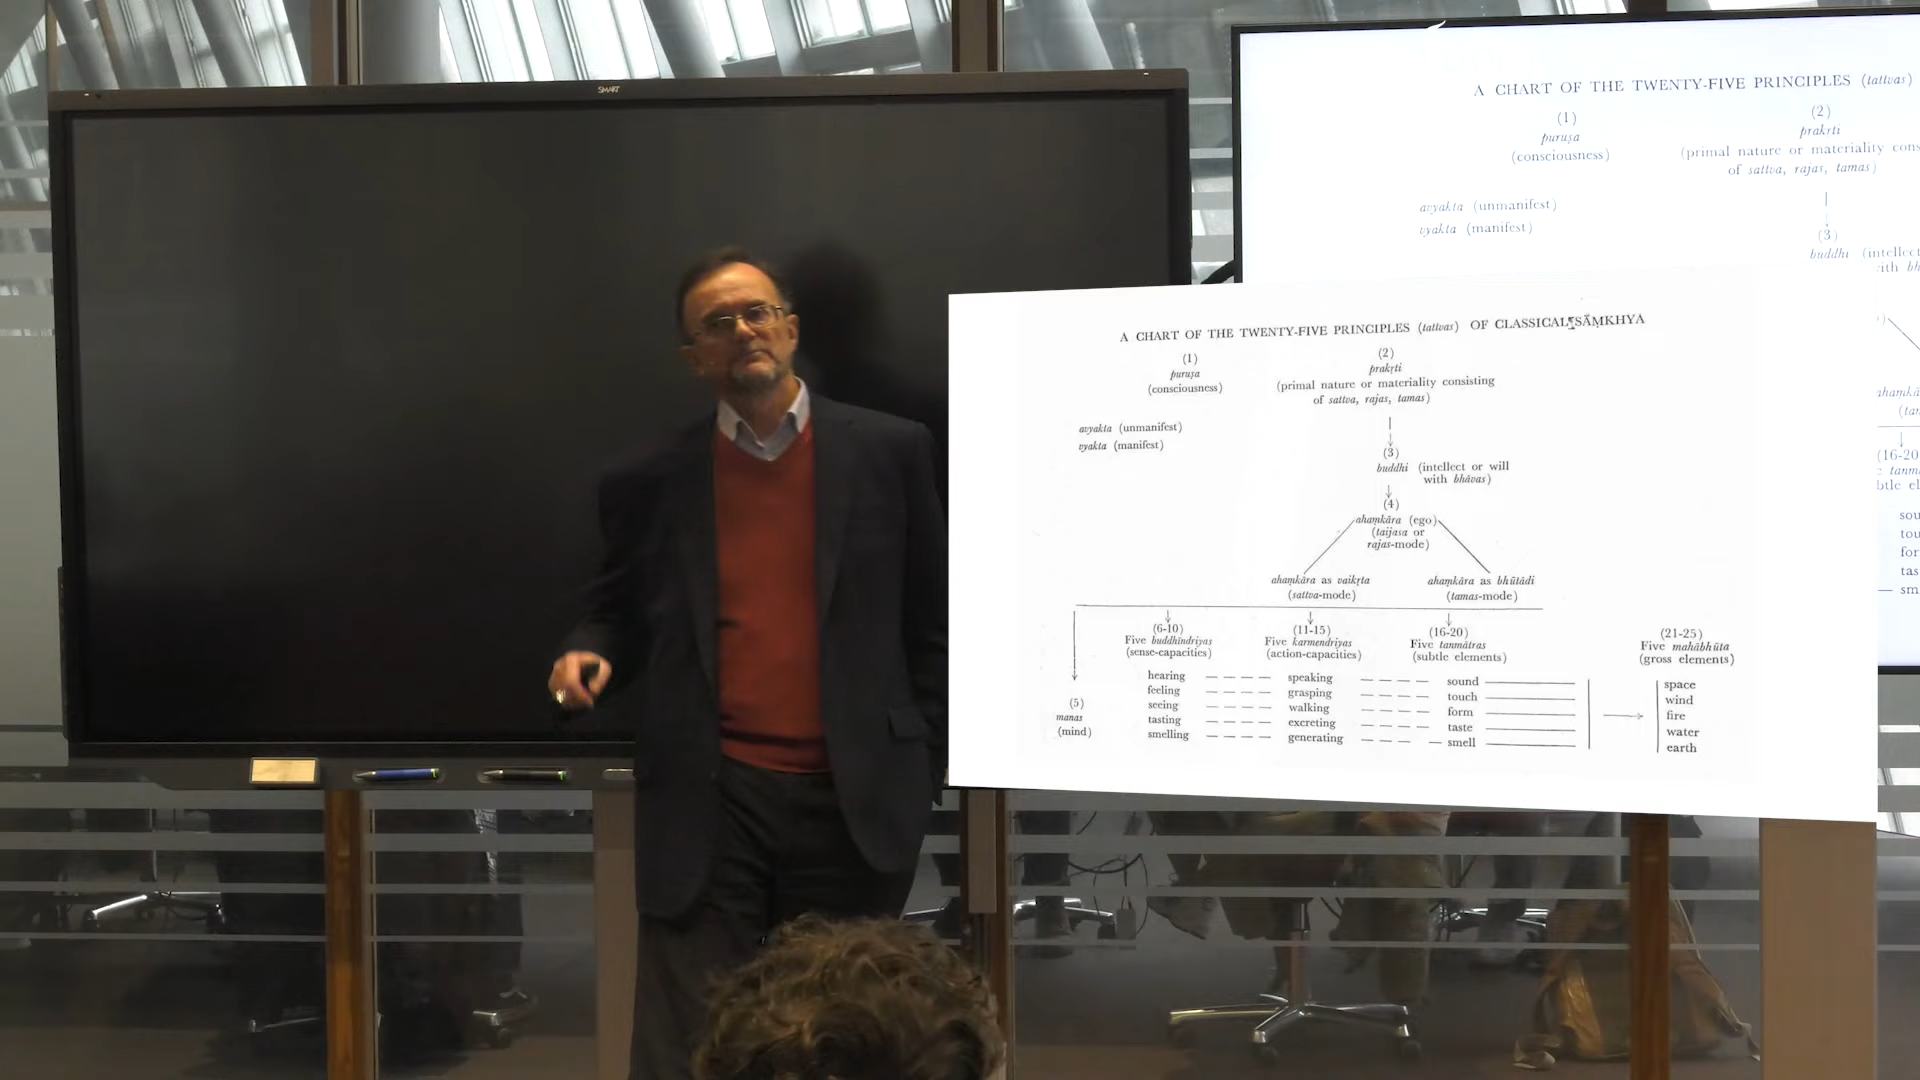 SMART
A CHART OF THE TWENTY-FIVE PRINCIPLES (tattvas)
(1)
puruṣa
(consciousness)
(2)
prakṛti
(primal nature or materiality
of sattva, rajas, tamas)
avyakta (unmanifest)
vyakta (manifest)
(3)
buddhi (intellect
(16-20
A CHART OF THE TWENTY-FIVE PRINCIPLES (tattvas) OF CLASSICAL SĀṂKHYA
(1)
puruṣa
(consciousness)
(2)
prakṛti
(primal nature or materiality consisting
of sattva, rajas, tamas)
avyakta (unmanifest)
vyakta (manifest)
(3)
buddhi (intellect or will
with bhāvas)
(4)
ahaṃkāra (ego)
(taijasa or
rajas-mode)
ahaṃkāra as vaikṛta
(sattva-mode)
ahaṃkāra as bhūtādi
(tamas-mode)
(5)
manas
(mind)
(6-10)
Five buddhīndriyas
(sense-capacities)
hearing
feeling
seeing
tasting
smelling
(11-15)
Five karmendriyas
(action-capacities)
speaking
grasping
walking
excreting
generating
(16-20)
Five tanmātras
(subtle elements)
sound
touch
form
taste
smell
(21-25)
Five mahābhūta
(gross elements)
space
wind
fire
water
earth